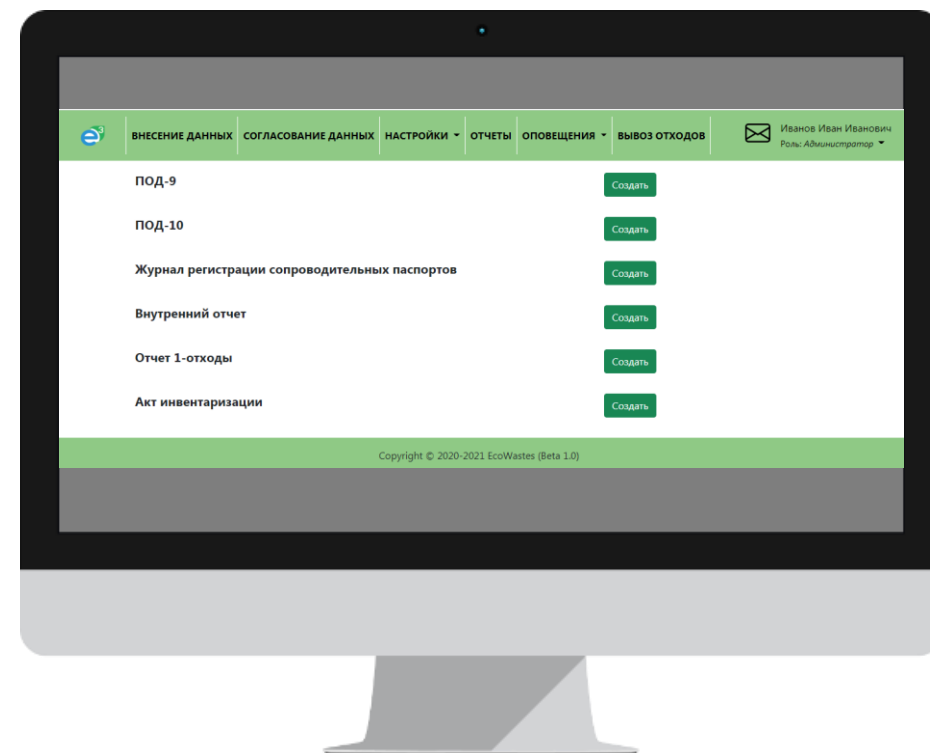 e3
ВНЕСЕНИЕ ДАННЫХ СОГЛАСОВАНИЕ ДАННЫХ НАСТРОЙКИ ОТЧЕТЫ ОПОВЕЩЕНИЯ ВЫВОЗ ОТХОДОВ
Иванов Иван Иванович
Роль: Администратор
ПОД-9 Создать
ПОД-10 Создать
Журнал регистрации сопроводительных паспортов Создать
Внутренний отчет Создать
Отчет 1-отходы Создать
Акт инвентаризации Создать
Copyright © 2020-2021 EcoWastes (Beta 1.0)